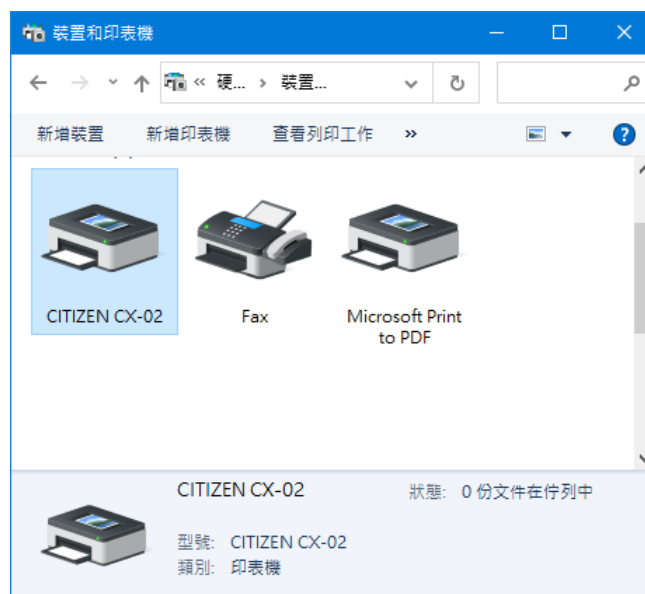 裝置和印表機
« 硬... › 裝置...
新增裝置 新增印表機 查看列印工作 »
CITIZEN CX-02
Fax
Microsoft Print
to PDF
CITIZEN CX-02 狀態: 0 份文件在佇列中
型號: CITIZEN CX-02
類別: 印表機